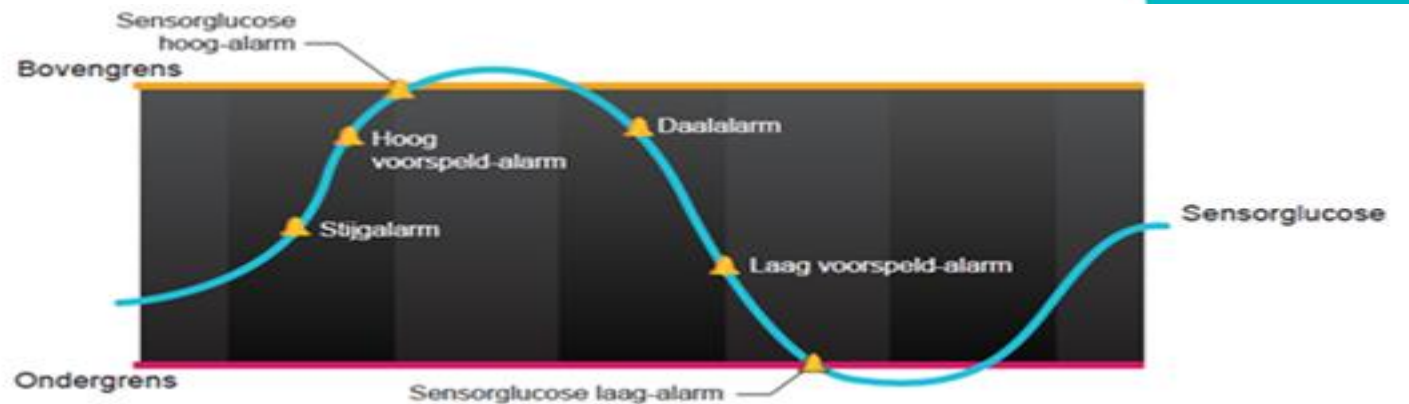 Sensorglucose
hoog-alarm
Bovengrens
Daalalarm
Hoog
voorspeld-alarm
Sensorglucose
Stijgalarm
Laag voorspeld-alarm
Ondergrens
Sensorglucose laag-alarm